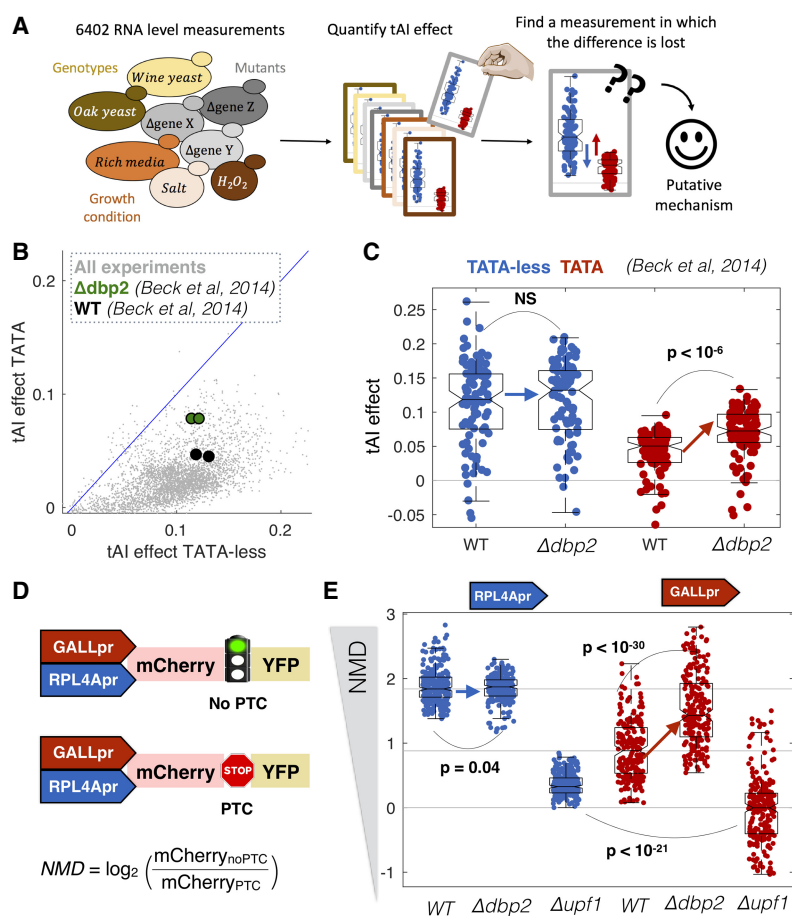 A
6402 RNA level measurements
Quantify tAI effect
Find a measurement in which
the difference is lost
Genotypes
Mutants
Wine yeast
Oak yeast
Δgene Z
Δgene X
Δgene Y
Rich media
Salt
H₂O₂
Growth
condition
??
Putative
mechanism
B
All experiments
Δdbp2 (Beck et al, 2014)
WT (Beck et al, 2014)
tAI effect TATA
0.2
0.1
0
0
0.1
0.2
tAI effect TATA-less
C
TATA-less TATA (Beck et al, 2014)
NS
p < 10⁻⁶
tAI effect
0.25
0.20
0.15
0.10
0.05
0
-0.05
WT Δdbp2 WT Δdbp2
D
GALLpr
RPL4Apr
mCherry
YFP
No PTC
GALLpr
RPL4Apr
mCherry
STOP
YFP
PTC
NMD = log₂ (mCherry_noPTC / mCherry_PTC)
E
RPL4Apr
GALLpr
NMD
3
2
1
0
-1
p < 10⁻³⁰
p = 0.04
p < 10⁻²¹
WT Δdbp2 Δupf1 WT Δdbp2 Δupf1